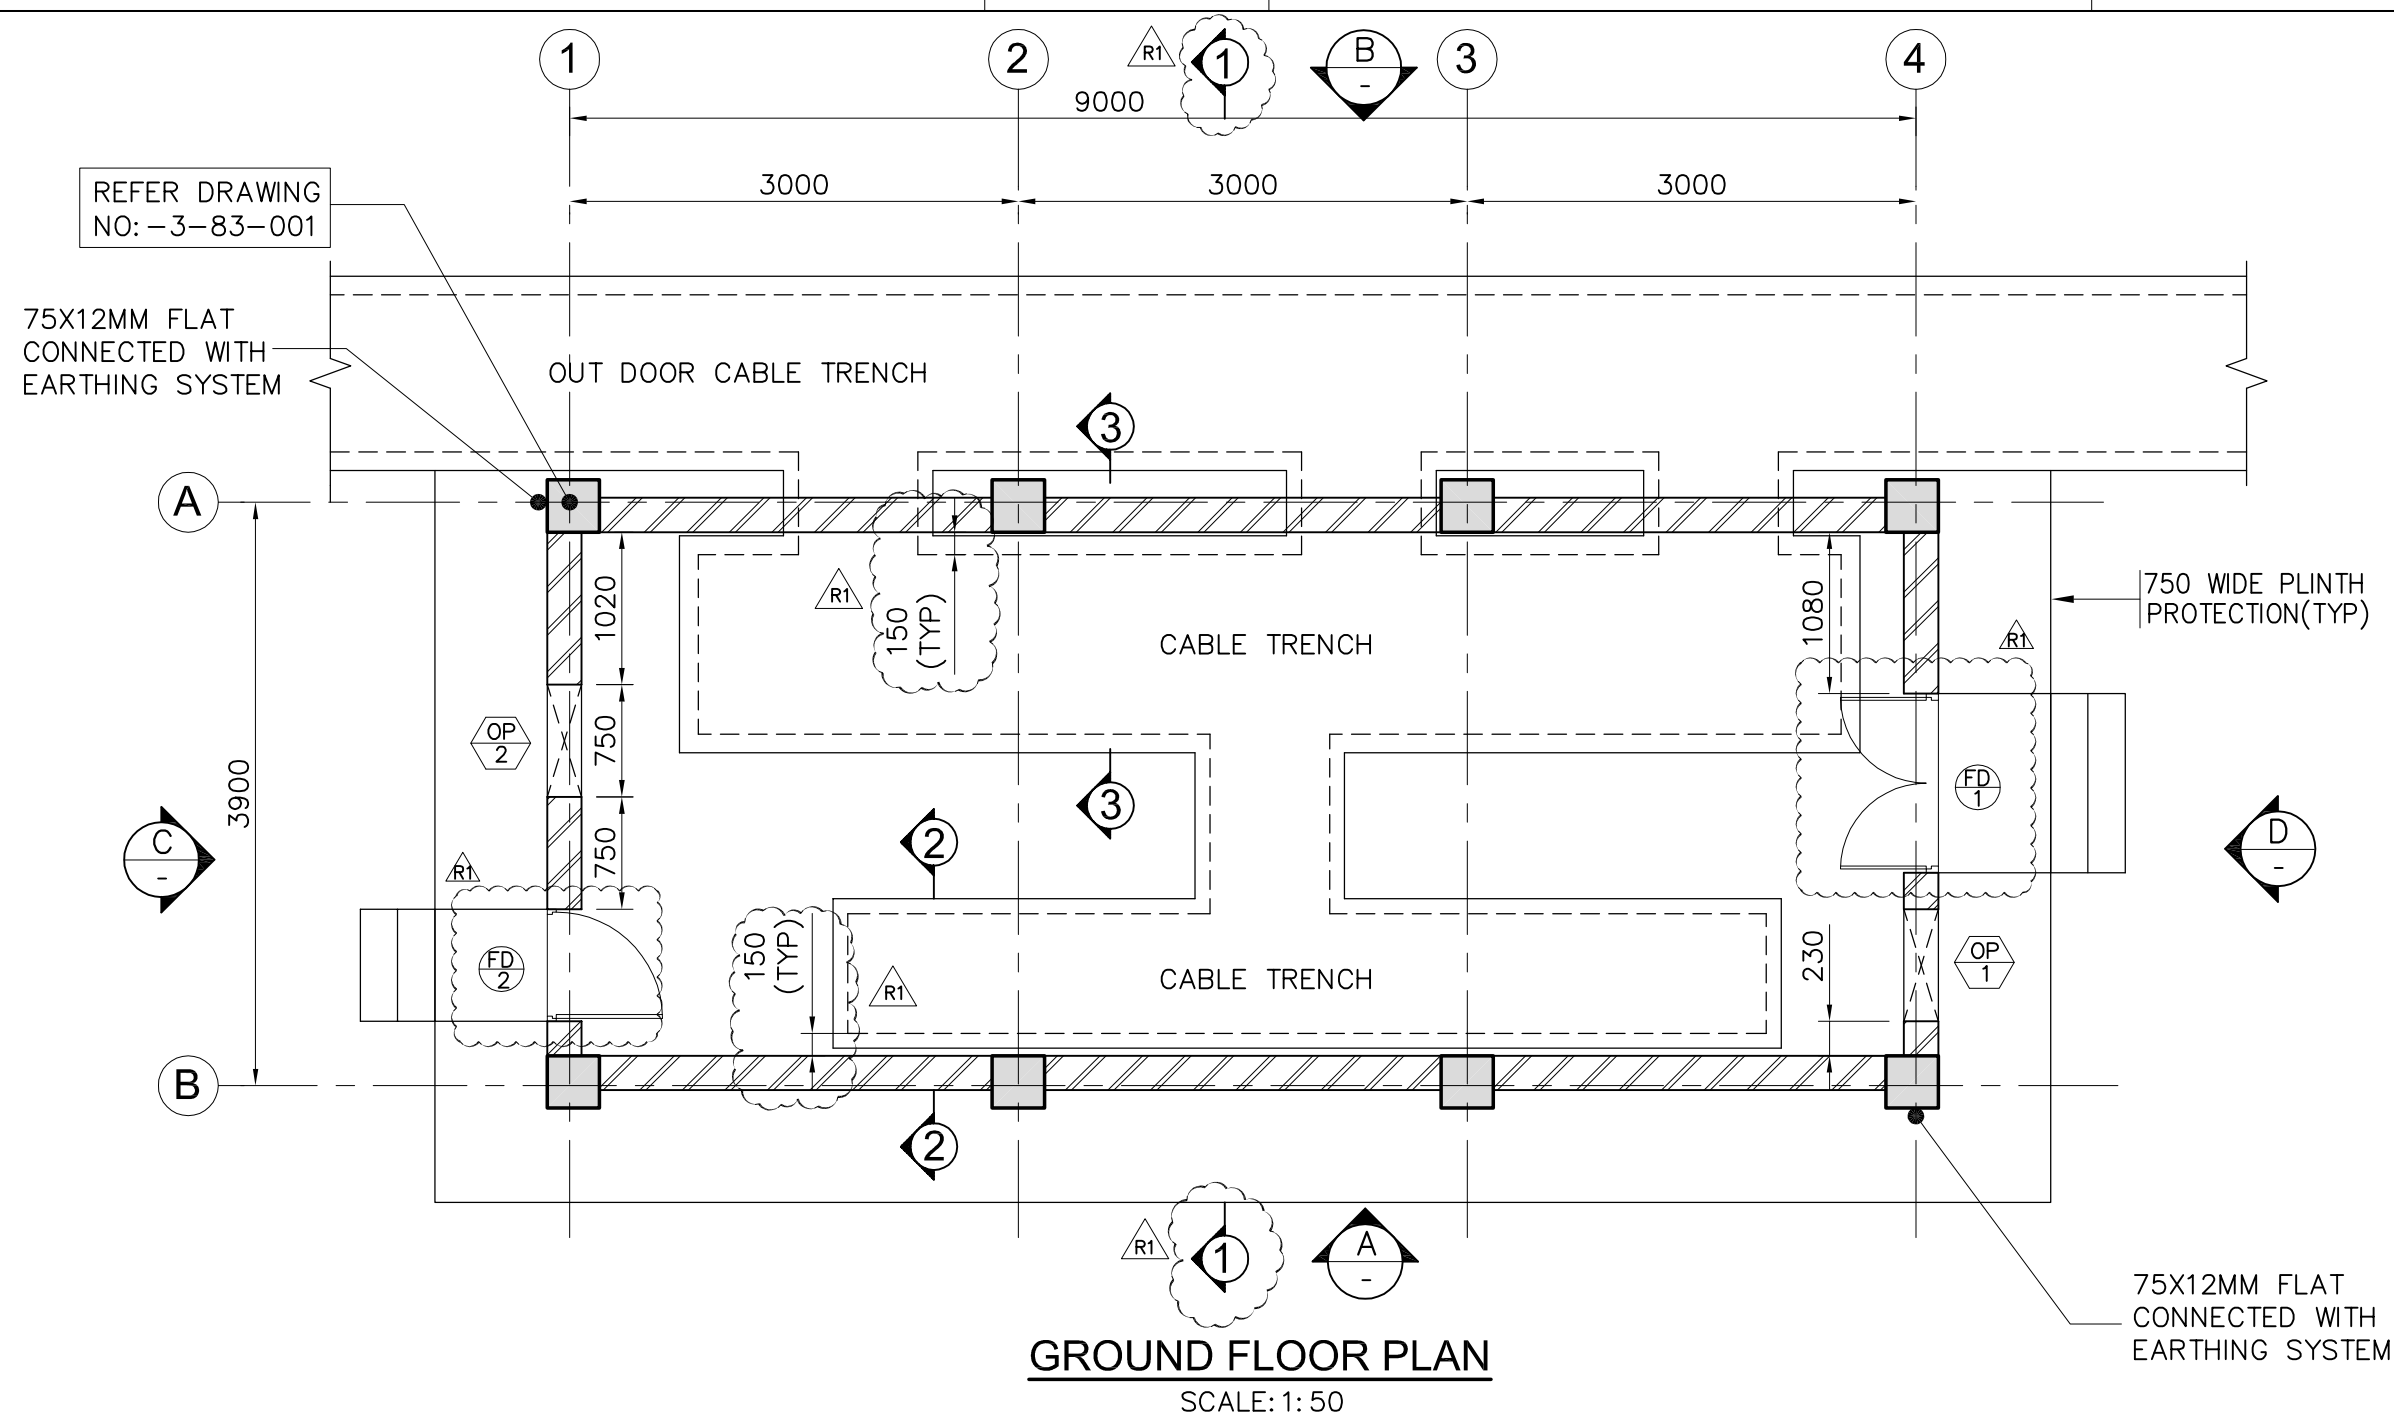 1
2
R1
1
B
-
3
4
9000
3000
3000
3000
REFER DRAWING
NO:-3-83-001
75X12MM FLAT
CONNECTED WITH
EARTHING SYSTEM
OUT DOOR CABLE TRENCH
3
A
1020
R1
150
(TYP)
CABLE TRENCH
1080
750 WIDE PLINTH
PROTECTION(TYP)
R1
OP
2
750
3900
750
3
2
FD
1
C
-
D
-
R1
FD
2
150
(TYP)
R1
CABLE TRENCH
230
OP
1
B
2
R1
1
A
-
75X12MM FLAT
CONNECTED WITH
EARTHING SYSTEM
GROUND FLOOR PLAN
SCALE:1:50